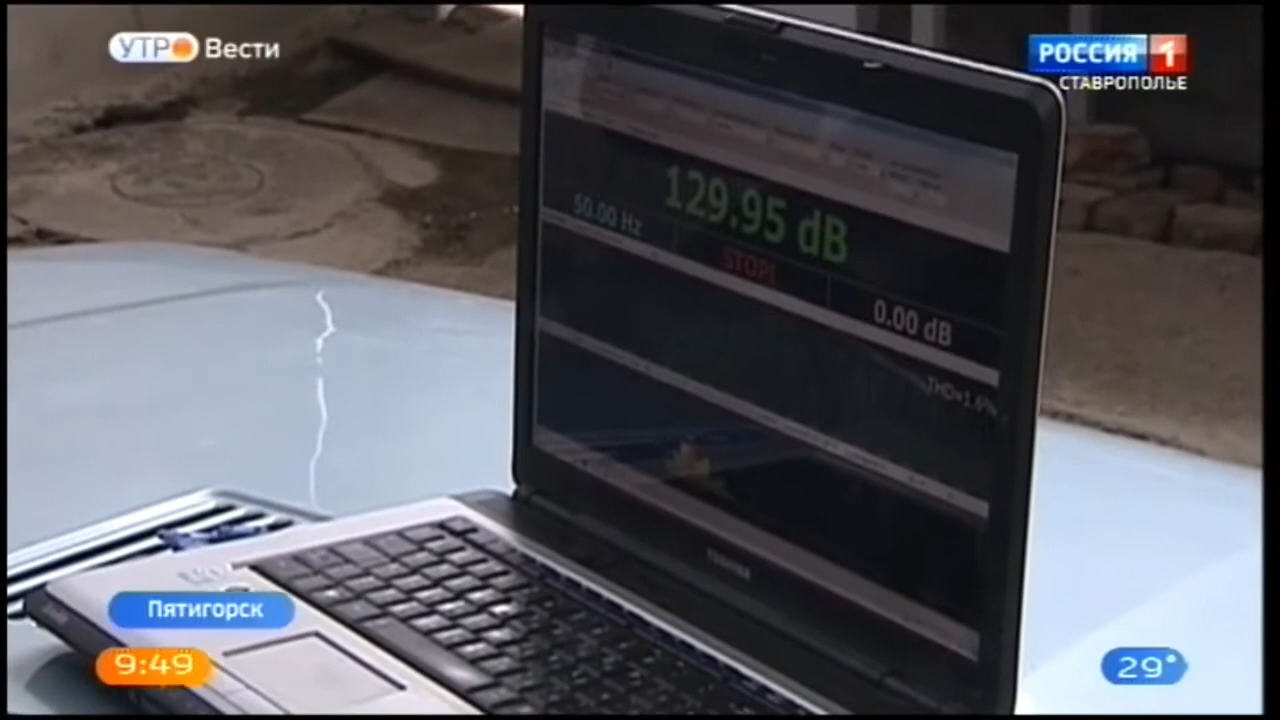 УТРО Вести
РОССИЯ 1
СТАВРОПОЛЬЕ
129.95 dB
50.00 Hz
STOP!
0.00 dB
THD=1.6%
TOSHIBA
Пятигорск
9:49
29°